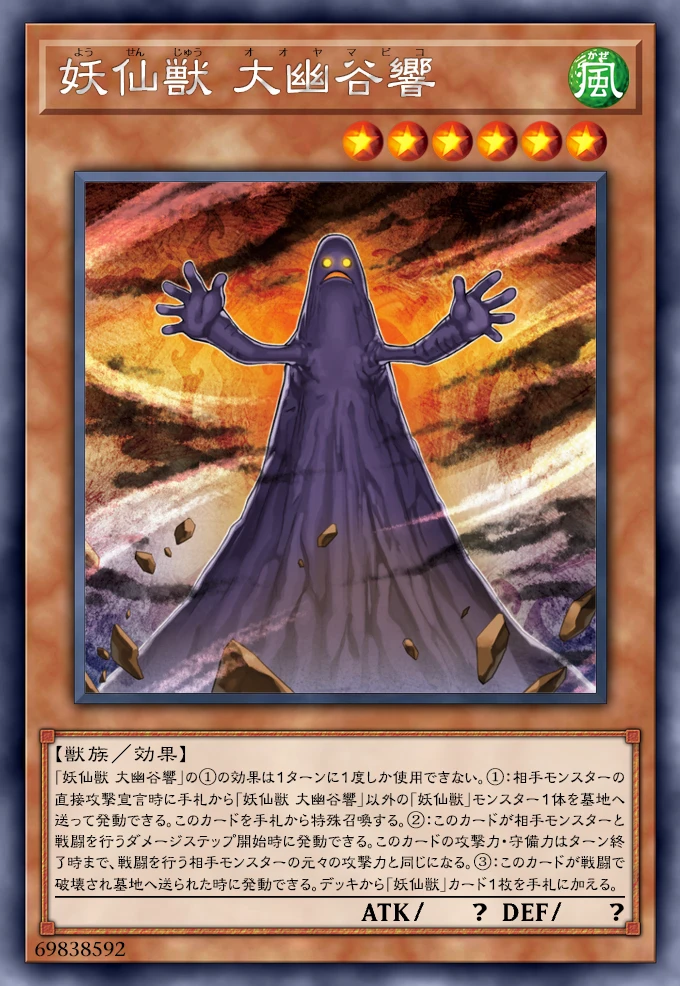 よう せん じゅう オオヤマビコ
妖仙獣 大幽谷響
かぜ
風
【獣族／効果】
「妖仙獣 大幽谷響」の①の効果は1ターンに1度しか使用できない。①：相手モンスターの
直接攻撃宣言時に手札から「妖仙獣 大幽谷響」以外の「妖仙獣」モンスター1体を墓地へ
送って発動できる。このカードを手札から特殊召喚する。②：このカードが相手モンスターと
戦闘を行うダメージステップ開始時に発動できる。このカードの攻撃力・守備力はターン終
了時まで、戦闘を行う相手モンスターの元々の攻撃力と同じになる。③：このカードが戦闘で
破壊され墓地へ送られた時に発動できる。デッキから「妖仙獣」カード1枚を手札に加える。
ATK/ ? DEF/ ?
69838592